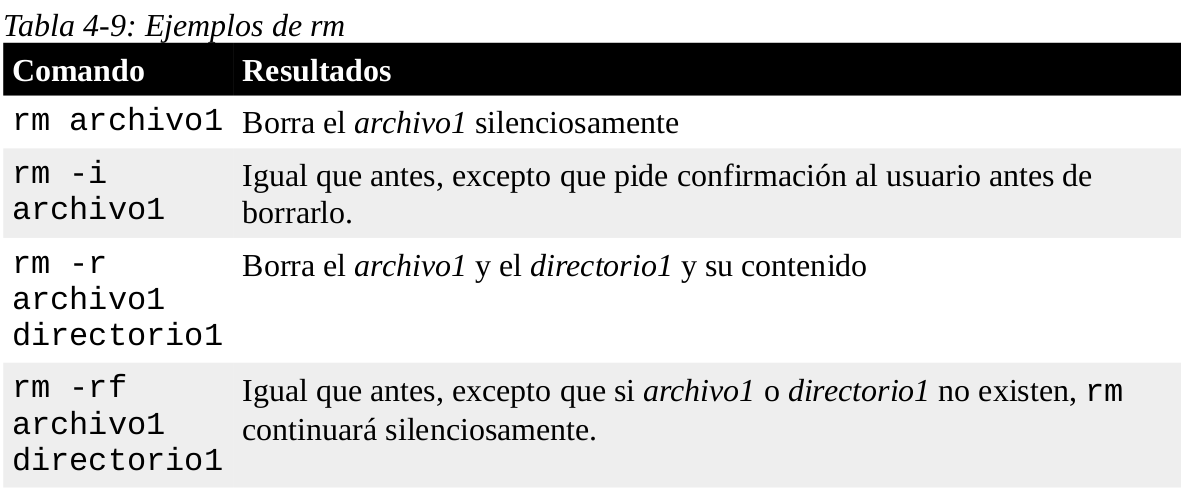 Tabla 4-9: Ejemplos de rm
Comando Resultados
rm archivo1 Borra el archivo1 silenciosamente
rm -i
archivo1
Igual que antes, excepto que pide confirmación al usuario antes de
borrarlo.
rm -r
archivo1
directorio1
Borra el archivo1 y el directorio1 y su contenido
rm -rf
archivo1
directorio1
Igual que antes, excepto que si archivo1 o directorio1 no existen, rm
continuará silenciosamente.